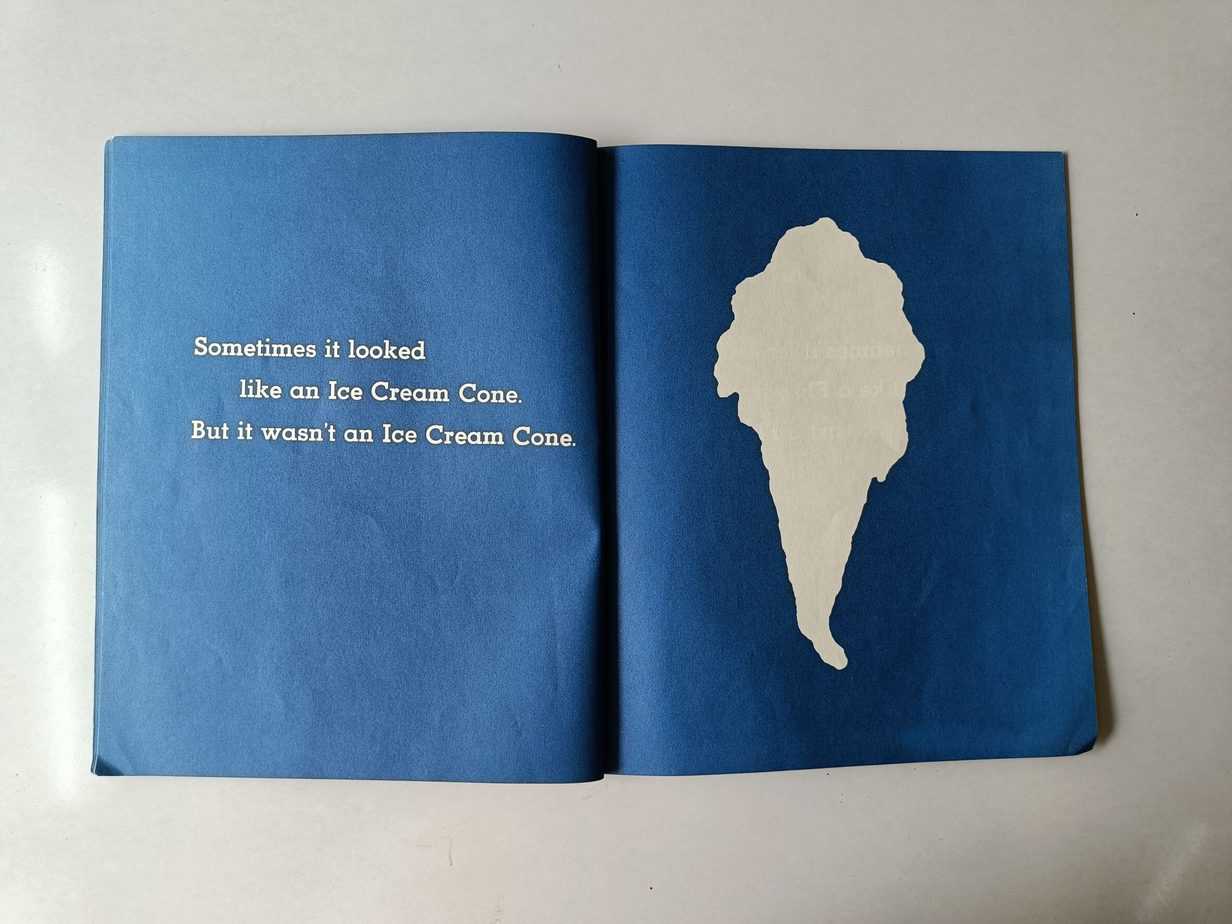 Sometimes it looked
like an Ice Cream Cone.
But it wasn't an Ice Cream Cone.